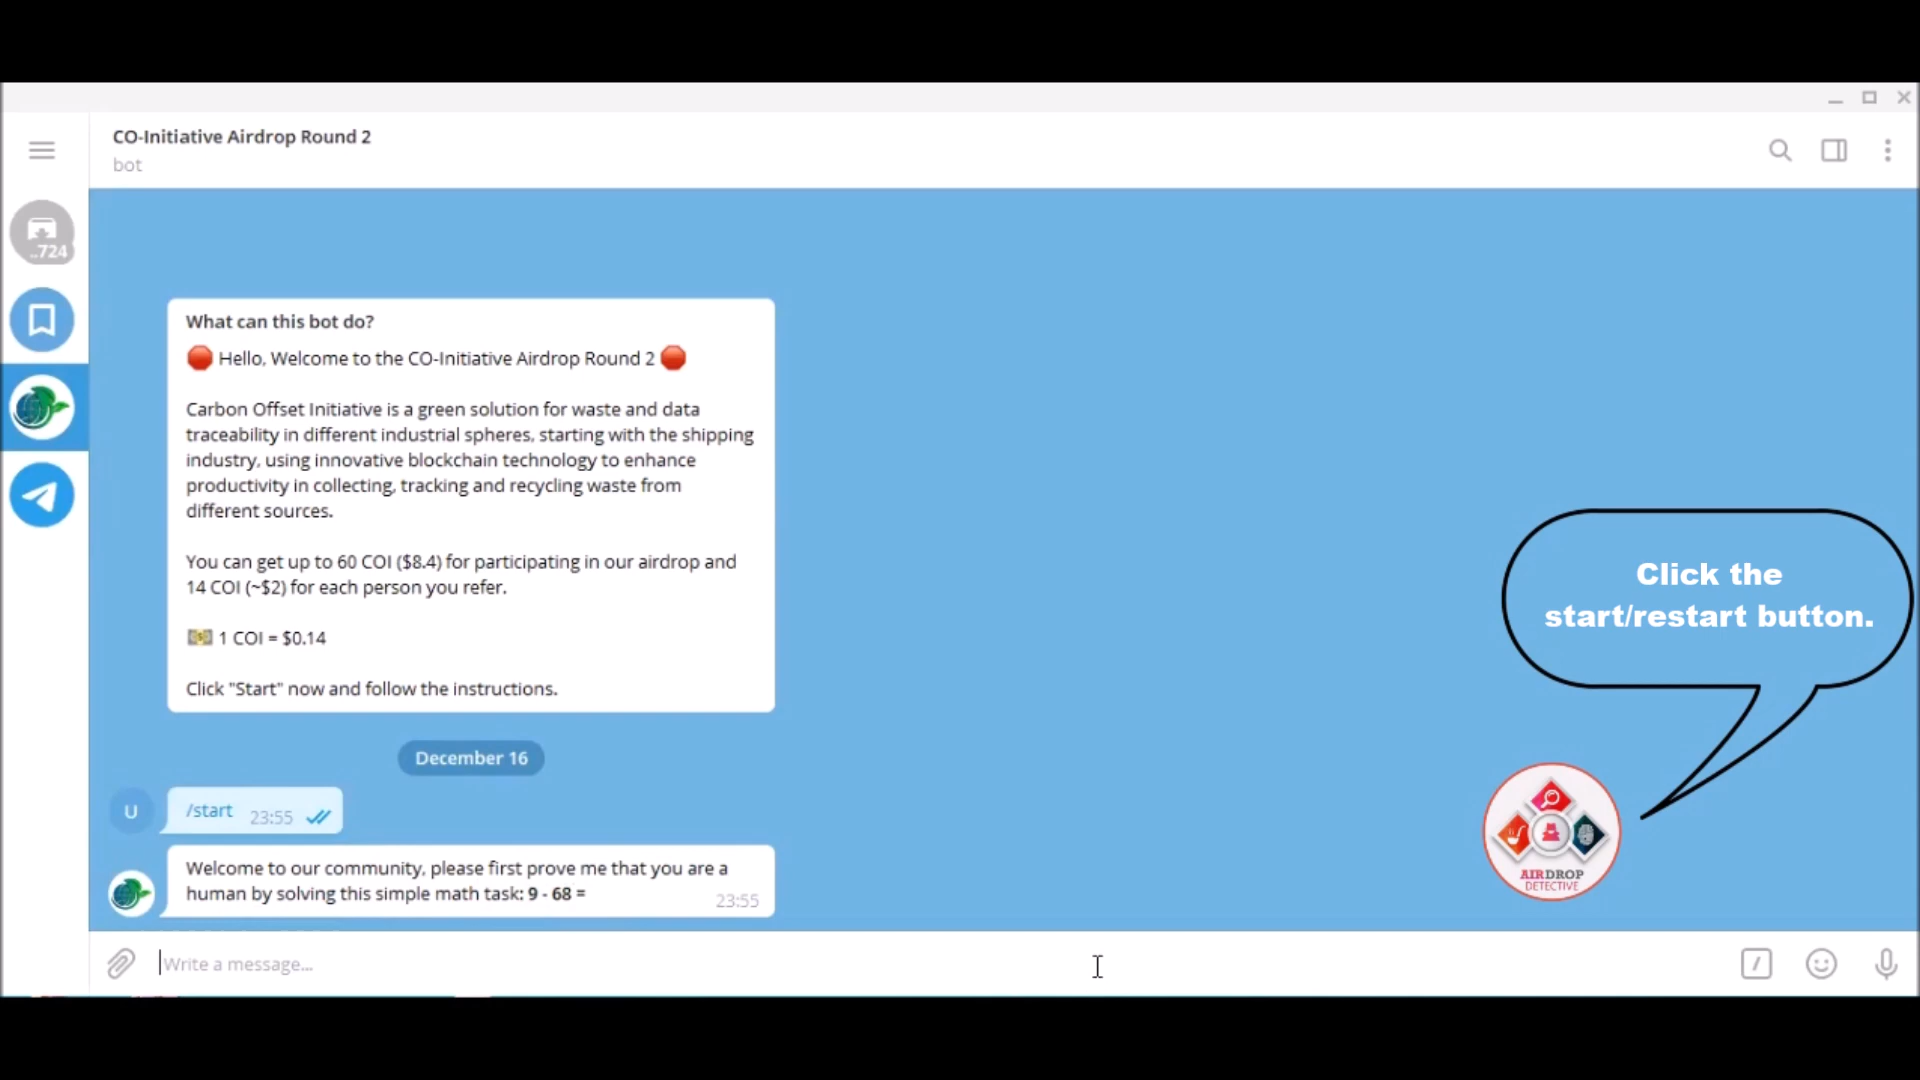 CO-Initiative Airdrop Round 2
bot
..724
What can this bot do?
Hello, Welcome to the CO-Initiative Airdrop Round 2
Carbon Offset Initiative is a green solution for waste and data
traceability in different industrial spheres, starting with the shipping
industry, using innovative blockchain technology to enhance
productivity in collecting, tracking and recycling waste from
different sources.
You can get up to 60 COI ($8.4) for participating in our airdrop and
14 COI (~$2) for each person you refer.
1 COI = $0.14
Click "Start" now and follow the instructions.
Click the
start/restart button.
December 16
U
/start 23:55
Welcome to our community, please first prove me that you are a
human by solving this simple math task: 9 - 68 =
23:55
AIRDROP
DETECTIVE
Write a message...